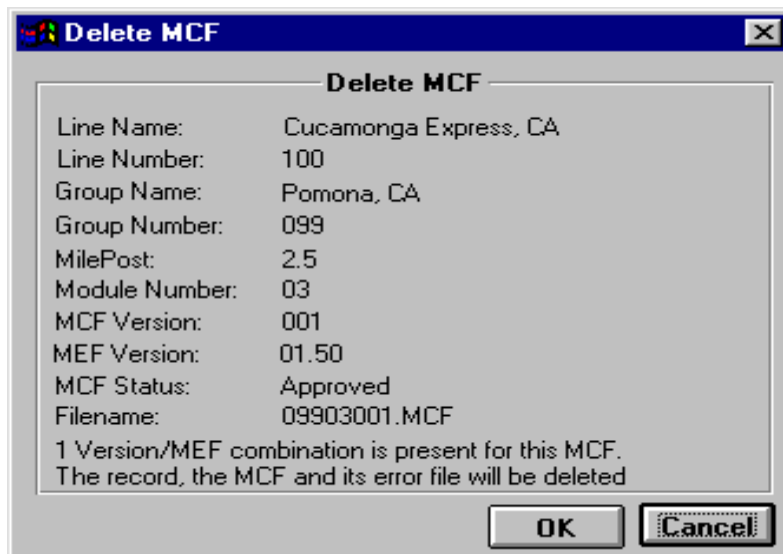 Delete MCF
Delete MCF
Line Name: Cucamonga Express, CA
Line Number: 100
Group Name: Pomona, CA
Group Number: 099
MilePost: 2.5
Module Number: 03
MCF Version: 001
MEF Version: 01.50
MCF Status: Approved
Filename: 09903001.MCF
1 Version/MEF combination is present for this MCF.
The record, the MCF and its error file will be deleted
OK Cancel